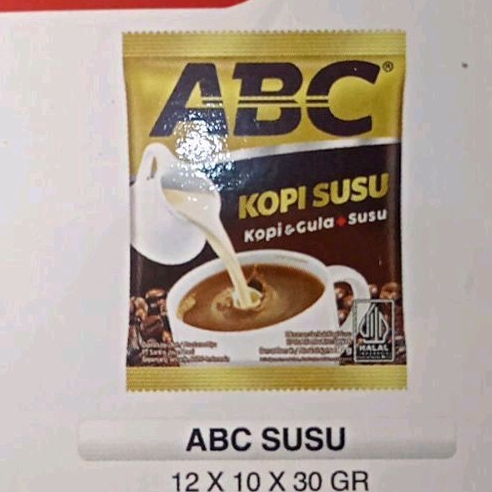 ABC®
KOPI SUSU
Kopi & Gula + Susu
HALAL
ABC SUSU
12 X 10 X 30 GR